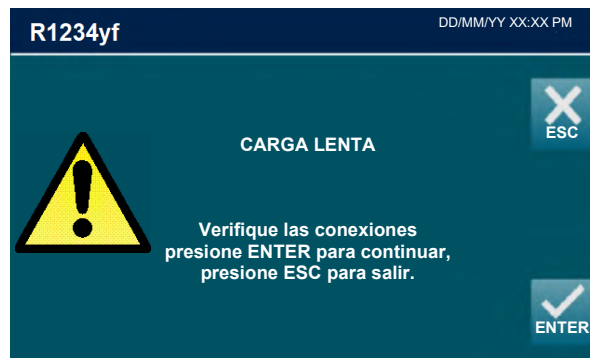 R1234yf
DD/MM/YY XX:XX PM
ESC
CARGA LENTA
Verifique las conexiones
presione ENTER para continuar,
presione ESC para salir.
ENTER